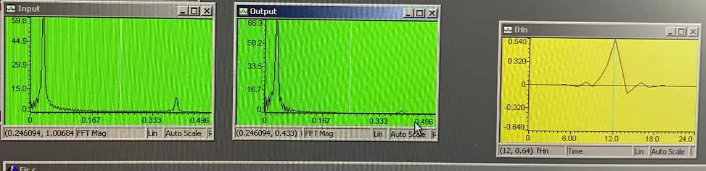 Input
59.8
44.9
29.9
15.0
0
0 0.167 0.333 0.496
(0.246094, 1.00684 FFT Mag Lin Auto Scale F
Output
66.9
50.2
33.5
16.7
0
0 0.167 0.333 0.496
(0.246094, 0.433) FFT Mag Lin Auto Scale F
fHn
0.640
0.320
0
-0.320
-0.640
0 6.00 12.0 18.0 24.0
(12, 0.64) fHn Time Lin Auto Scale